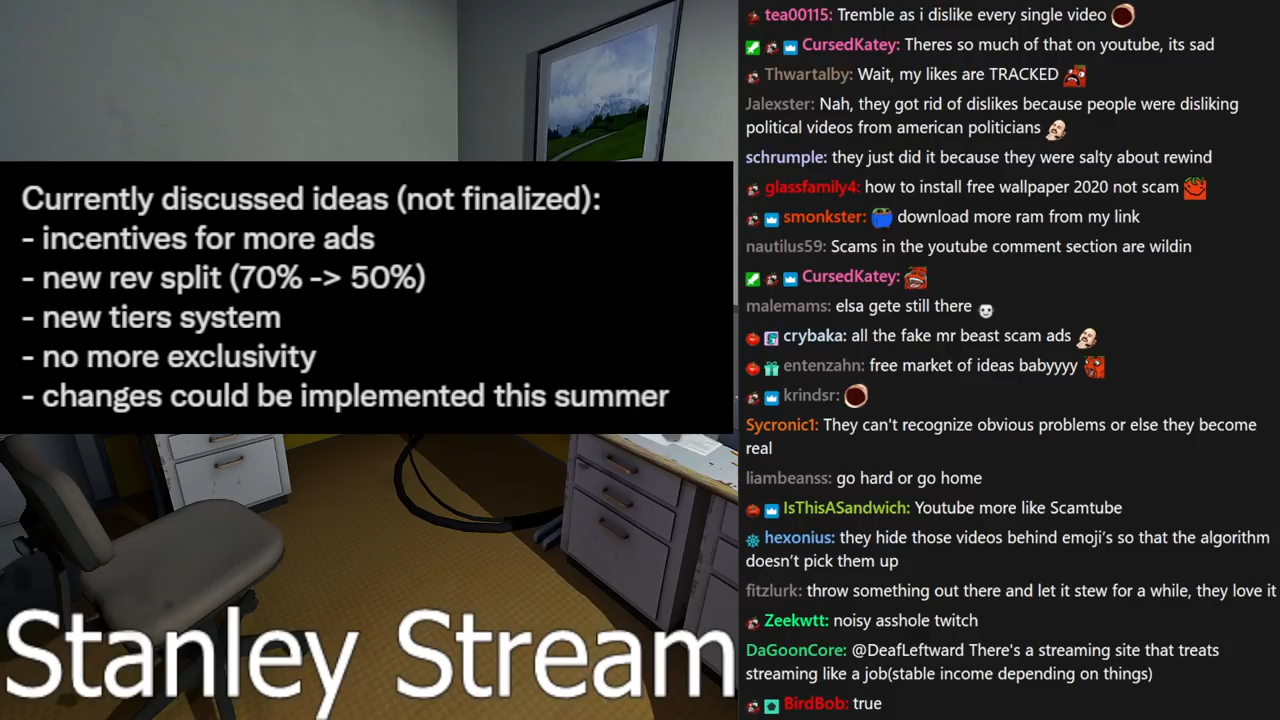 Currently discussed ideas (not finalized):
- incentives for more ads
- new rev split (70% -> 50%)
- new tiers system
- no more exclusivity
- changes could be implemented this summer
Stanley Stream
tea00115: Tremble as i dislike every single video
CursedKatey: Theres so much of that on youtube, its sad
Thwartalby: Wait, my likes are TRACKED
Jalexster: Nah, they got rid of dislikes because people were disliking
political videos from american politicians
schrumple: they just did it because they were salty about rewind
glassfamily4: how to install free wallpaper 2020 not scam
smonkster: download more ram from my link
nautilus59: Scams in the youtube comment section are wildin
CursedKatey:
malemams: elsa gete still there
crybaka: all the fake mr beast scam ads
entenzahn: free market of ideas babyyyy
krindsr:
Sycronic1: They can't recognize obvious problems or else they become
real
liambeanss: go hard or go home
IsThisASandwich: Youtube more like Scamtube
hexonius: they hide those videos behind emoji's so that the algorithm
doesn't pick them up
fitzlurk: throw something out there and let it stew for a while, they love it
Zeekwtt: noisy asshole twitch
DaGoonCore: @DeafLeftward There's a streaming site that treats
streaming like a job(stable income depending on things)
BirdBob: true